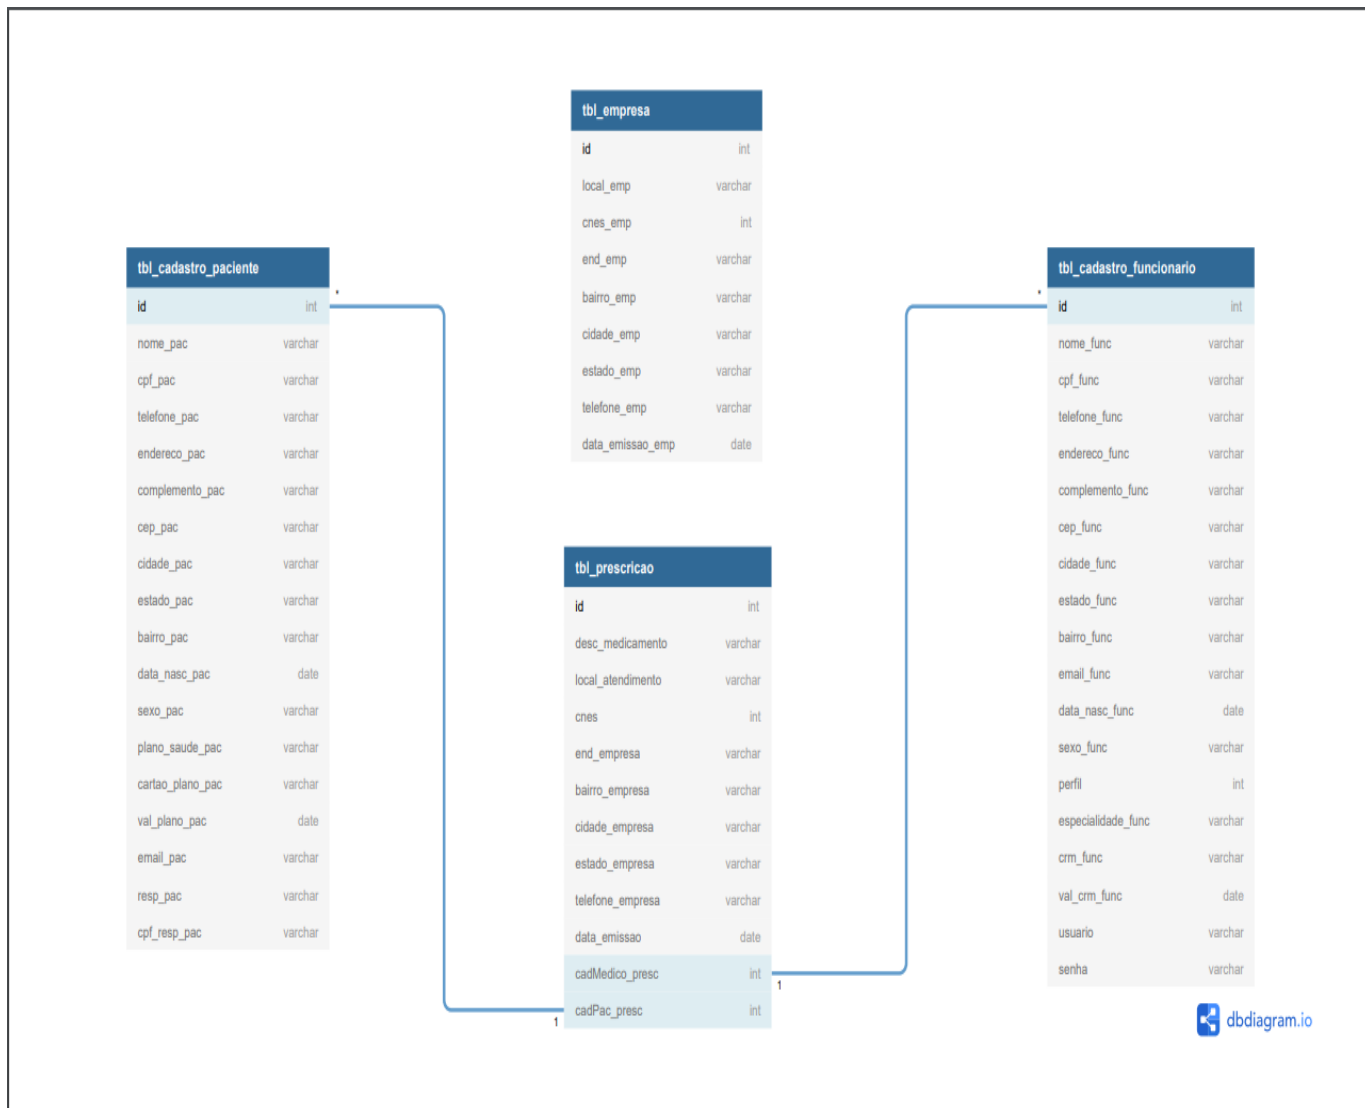 tbl_empresa
id int
local_emp varchar
cnes_emp int
end_emp varchar
bairro_emp varchar
cidade_emp varchar
estado_emp varchar
telefone_emp varchar
data_emissao_emp date
tbl_cadastro_paciente
*
id int
nome_pac varchar
cpf_pac varchar
telefone_pac varchar
endereco_pac varchar
complemento_pac varchar
cep_pac varchar
cidade_pac varchar
estado_pac varchar
bairro_pac varchar
data_nasc_pac date
sexo_pac varchar
plano_saude_pac varchar
cartao_plano_pac varchar
val_plano_pac date
email_pac varchar
resp_pac varchar
cpf_resp_pac varchar
tbl_prescricao
id int
desc_medicamento varchar
local_atendimento varchar
cnes int
end_empresa varchar
bairro_empresa varchar
cidade_empresa varchar
estado_empresa varchar
telefone_empresa varchar
data_emissao date
cadMedico_presc int
1
cadPac_presc int
1
tbl_cadastro_funcionario
*
id int
nome_func varchar
cpf_func varchar
telefone_func varchar
endereco_func varchar
complemento_func varchar
cep_func varchar
cidade_func varchar
estado_func varchar
bairro_func varchar
email_func varchar
data_nasc_func date
sexo_func varchar
perfil int
especialidade_func varchar
crm_func varchar
val_crm_func date
usuario varchar
senha varchar
dbdiagram.io